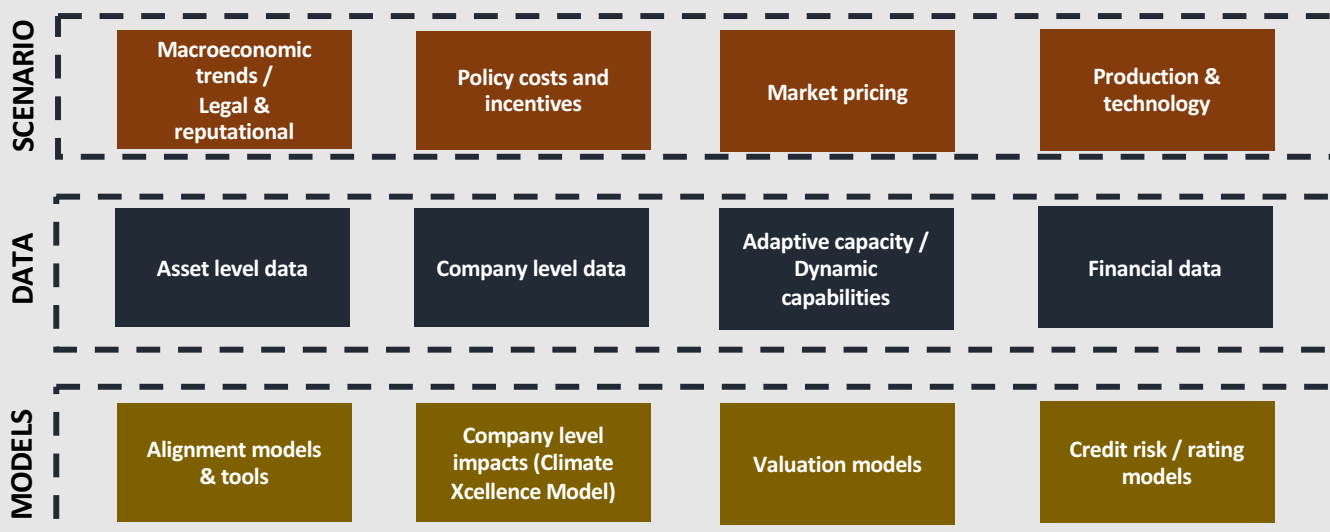 SCENARIO
Macroeconomic
trends /
Legal &
reputational
Policy costs and
incentives
Market pricing
Production &
technology
DATA
Asset level data
Company level data
Adaptive capacity /
Dynamic
capabilities
Financial data
MODELS
Alignment models
& tools
Company level
impacts (Climate
Xcellence Model)
Valuation models
Credit risk / rating
models